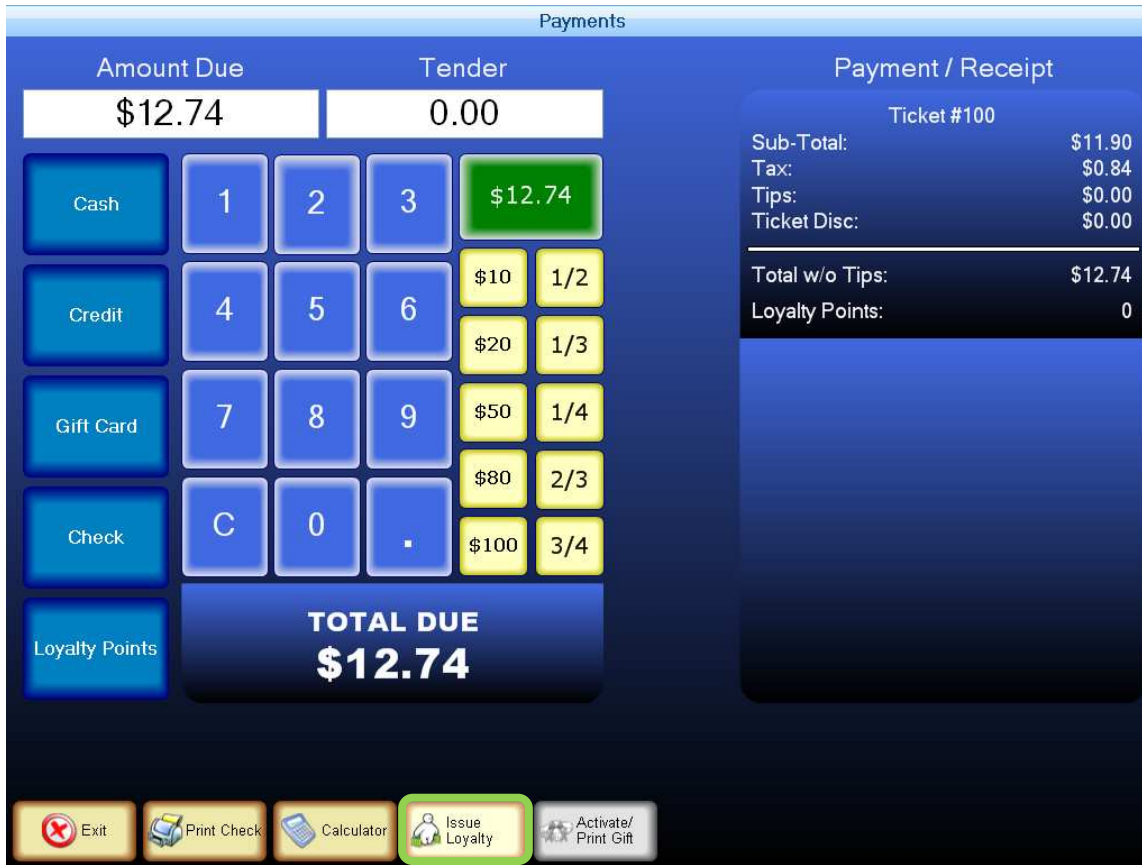 Payments
Amount Due
Tender
$12.74
0.00
Cash
Credit
Gift Card
Check
Loyalty Points
1
2
3
4
5
6
7
8
9
C
0
.
$12.74
$10
1/2
$20
1/3
$50
1/4
$80
2/3
$100
3/4
TOTAL DUE
$12.74
Payment / Receipt
Ticket #100
Sub-Total: $11.90
Tax: $0.84
Tips: $0.00
Ticket Disc: $0.00
Total w/o Tips: $12.74
Loyalty Points: 0
Exit
Print Check
Calculator
Issue
Loyalty
Activate/
Print Gift